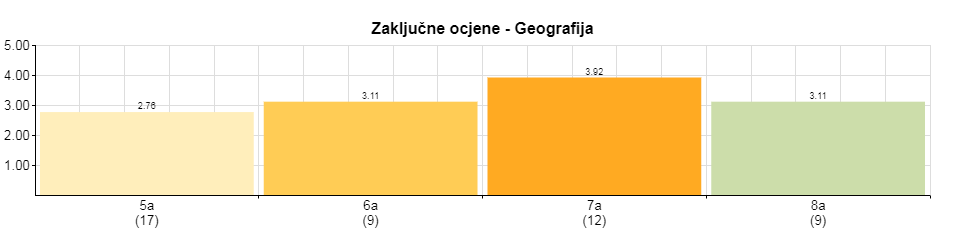 Zaključne ocjene - Geografija
5.00
4.00
3.00
2.00
1.00
2.76
3.11
3.92
3.11
5a
(17)
6a
(9)
7a
(12)
8a
(9)